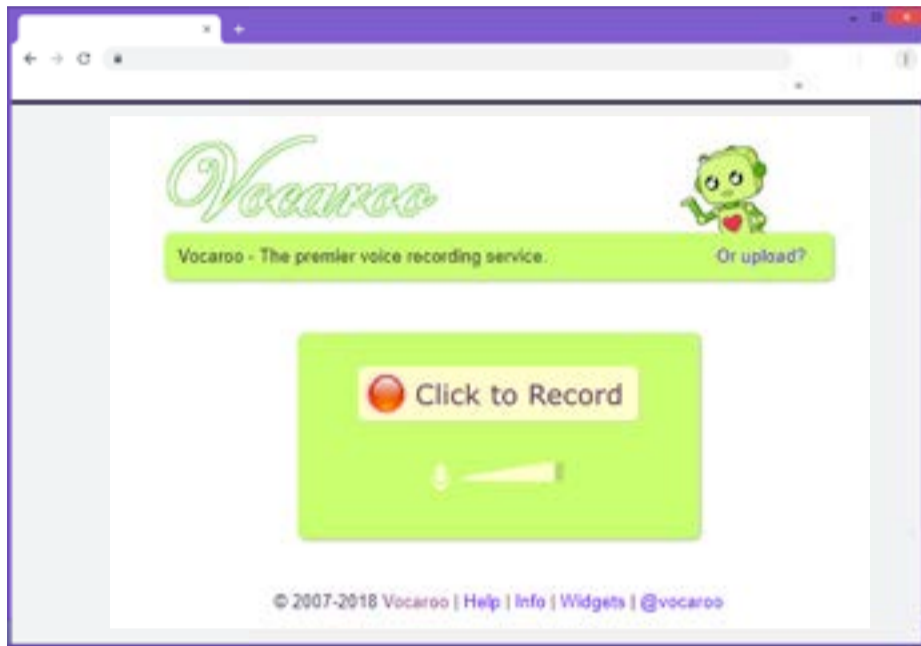 Vocaroo
Vocaroo - The premier voice recording service.
Or upload?
Click to Record
© 2007-2018 Vocaroo | Help | Info | Widgets | @vocaroo